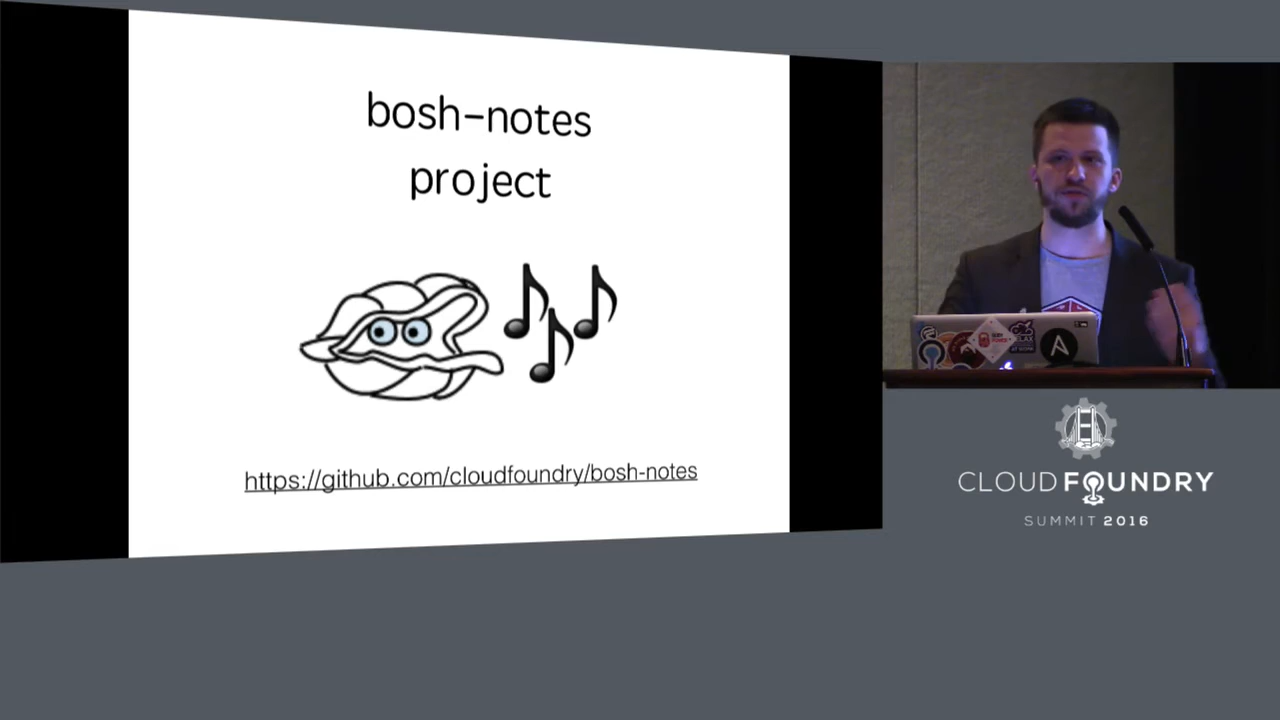 bosh-notes
project
https://github.com/cloudfoundry/bosh-notes
CLOUD FOUNDRY
SUMMIT 2016